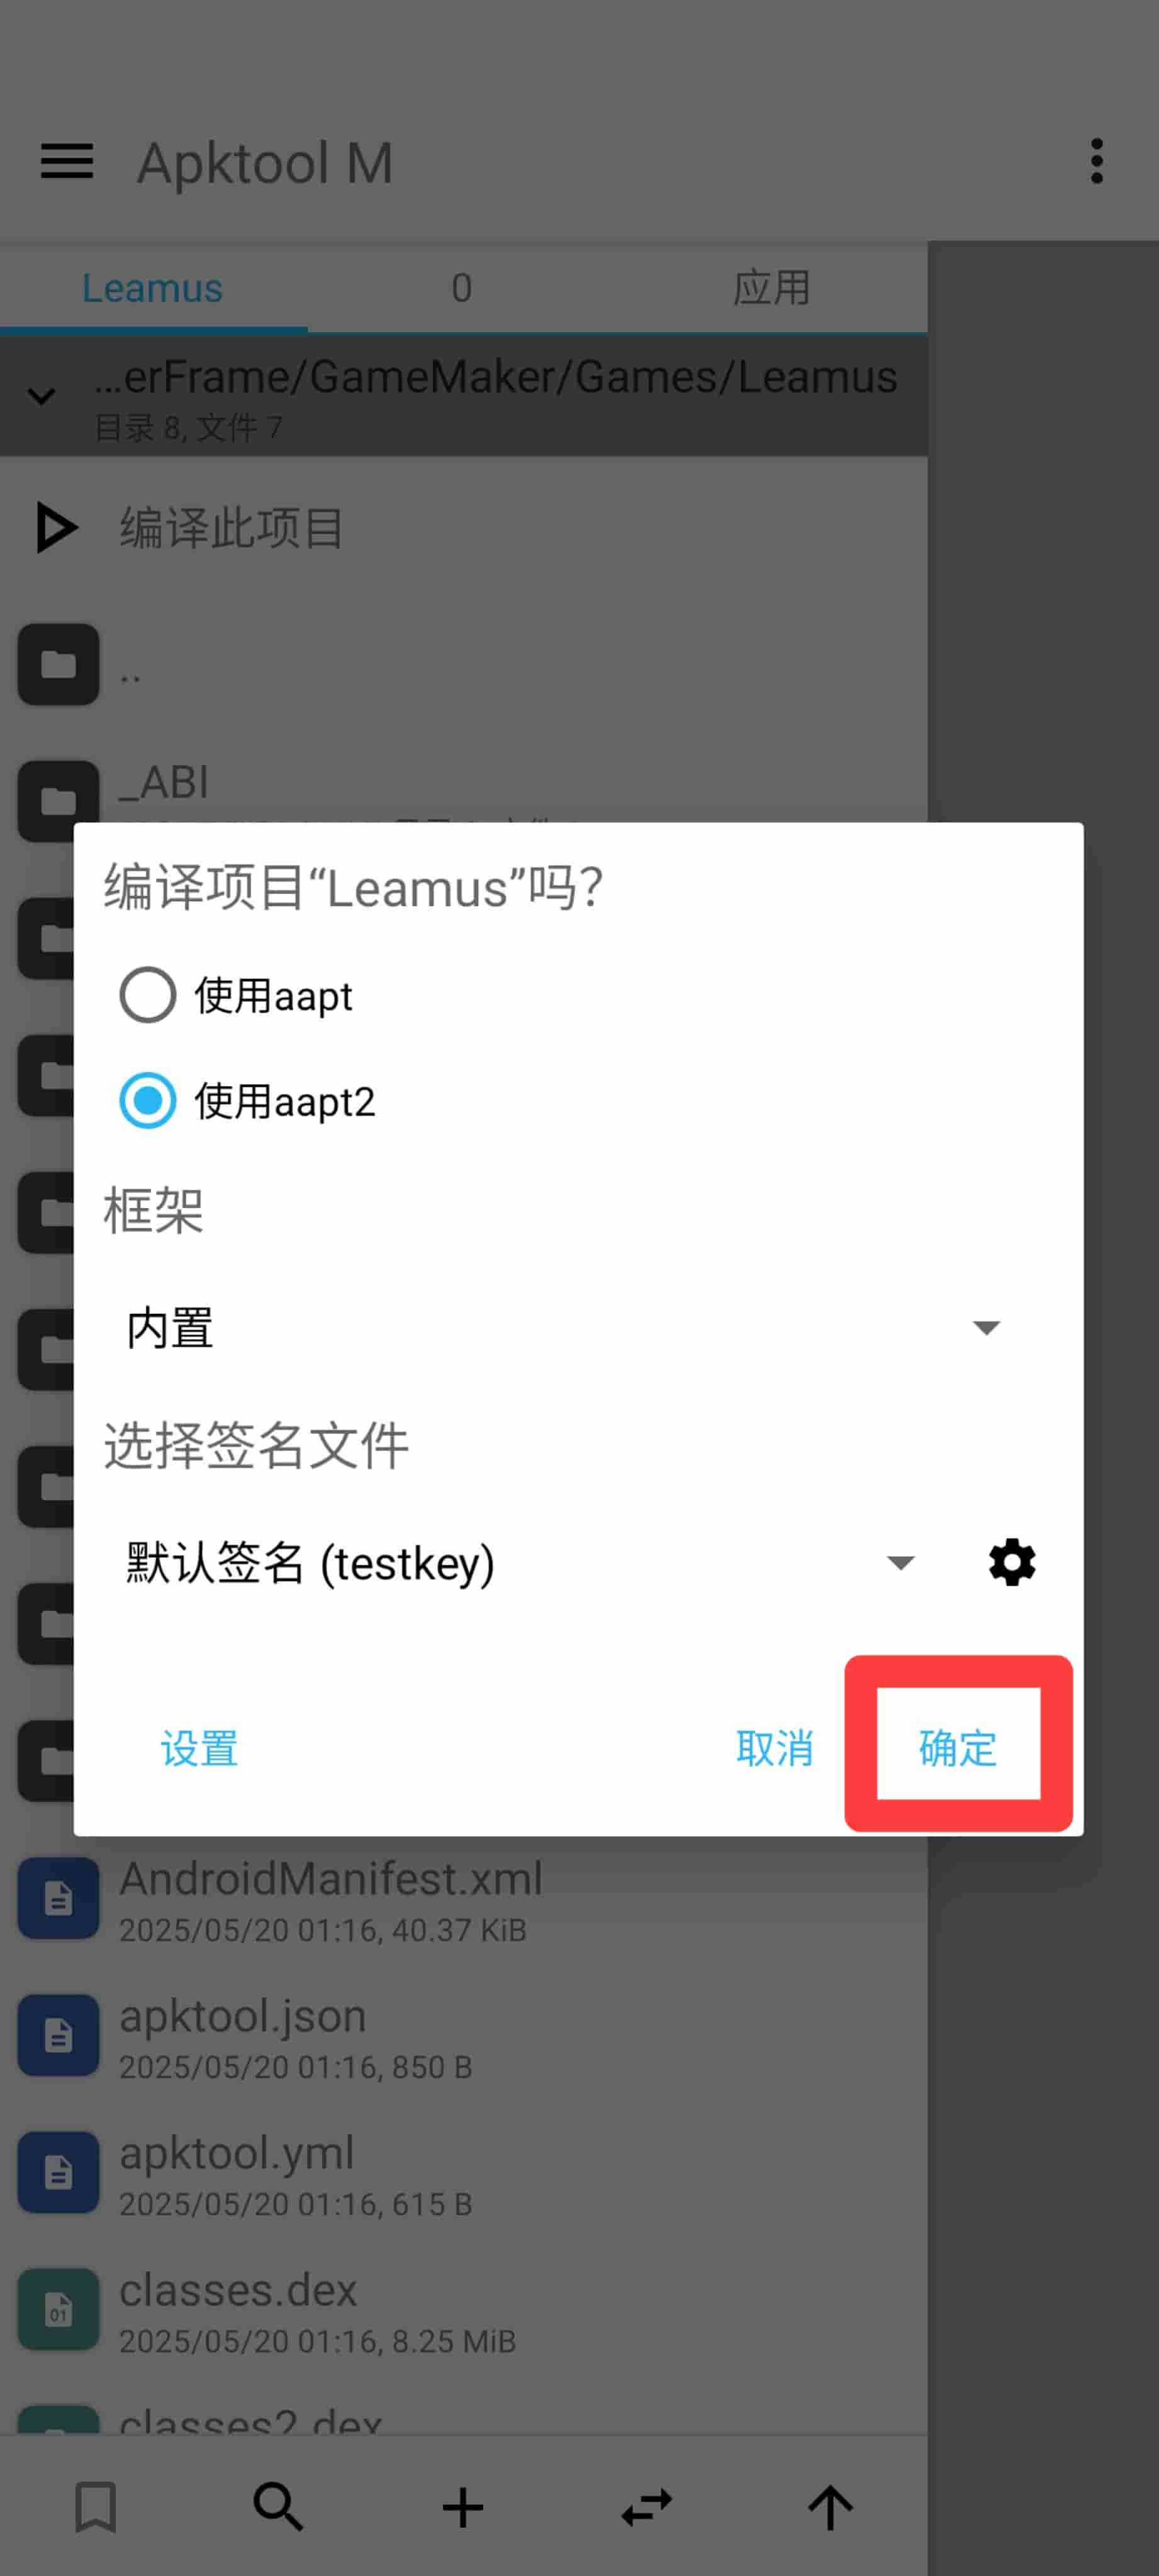 Apktool M
Leamus
0
应用
...erFrame/GameMaker/Games/Leamus
目录 8, 文件 7
编译此项目
..
_ABI
编译项目“Leamus”吗？
使用aapt
使用aapt2
框架
内置
选择签名文件
默认签名 (testkey)
设置
取消
确定
AndroidManifest.xml
2025/05/20 01:16, 40.37 KiB
apktool.json
2025/05/20 01:16, 850 B
apktool.yml
2025/05/20 01:16, 615 B
classes.dex
2025/05/20 01:16, 8.25 MiB
classes2.dex